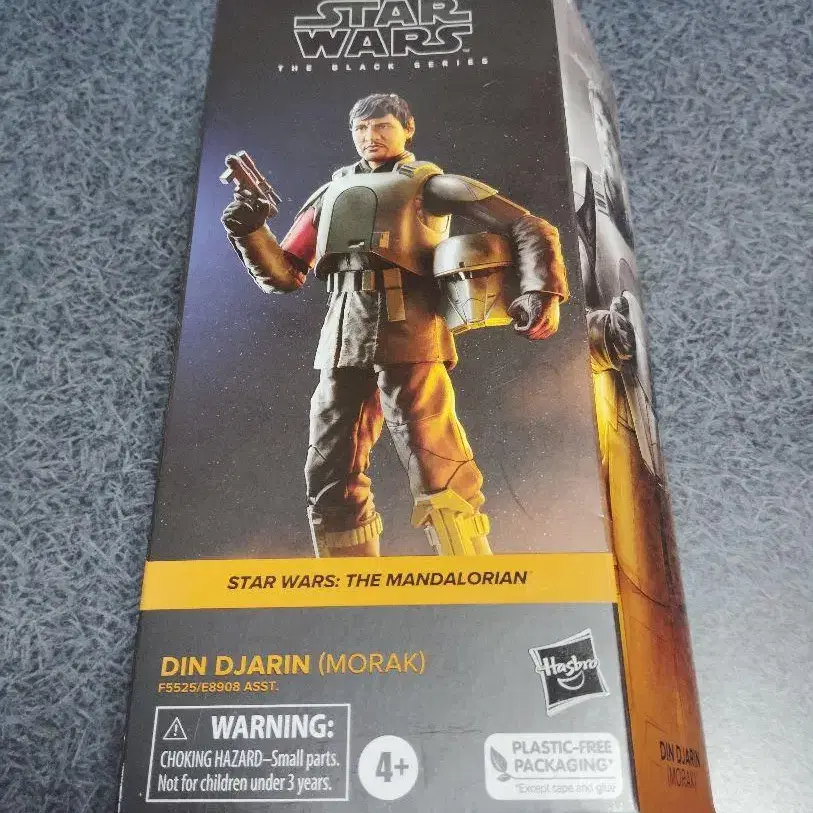 STAR
WARS
THE BLACK SERIES
STAR WARS: THE MANDALORIAN
DIN DJARIN (MORAK)
F5525/E8908 ASST.
Hasbro
WARNING:
CHOKING HAZARD–Small parts.
Not for children under 3 years.
4+
PLASTIC-FREE
PACKAGING*
*Except tape and glue
DIN DJARIN
(MORAK)